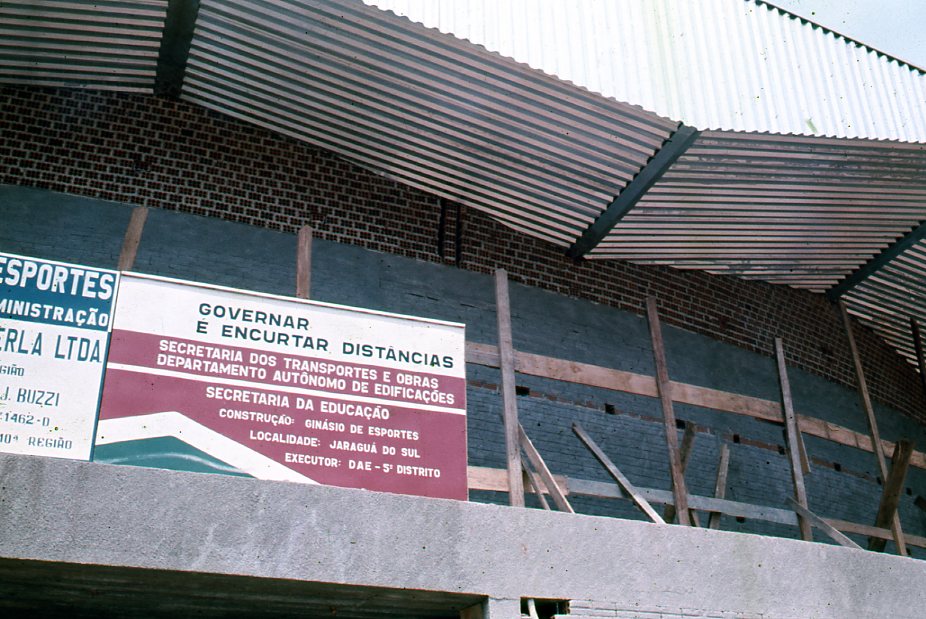 ESPORTES
MINISTRAÇÃO
ERLA LTDA
GIÃO
J. BUZZI
1462-D
10ª REGIÃO
GOVERNAR
É ENCURTAR DISTÂNCIAS
SECRETARIA DOS TRANSPORTES E OBRAS
DEPARTAMENTO AUTÔNOMO DE EDIFICAÇÕES
SECRETARIA DA EDUCAÇÃO
CONSTRUÇÃO: GINÁSIO DE ESPORTES
LOCALIDADE: JARAGUÁ DO SUL
EXECUTOR: DAE - 5º DISTRITO